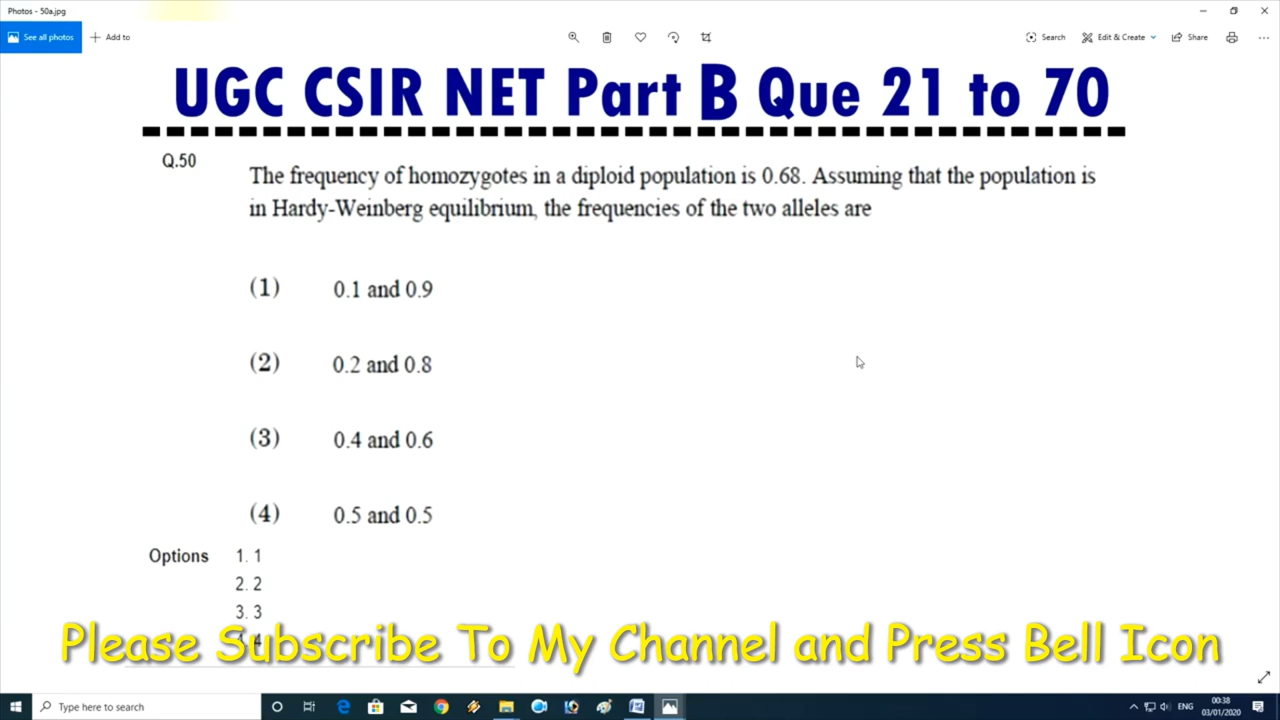 Photos - 50a.jpg
See all photos
Add to
Search
Edit & Create
Share
UGC CSIR NET Part B Que 21 to 70
Q.50
The frequency of homozygotes in a diploid population is 0.68. Assuming that the population is
in Hardy-Weinberg equilibrium, the frequencies of the two alleles are
(1) 0.1 and 0.9
(2) 0.2 and 0.8
(3) 0.4 and 0.6
(4) 0.5 and 0.5
Options 1. 1
2. 2
3. 3
Please Subscribe To My Channel and Press Bell Icon
Type here to search
ENG
00:38
03/01/2020